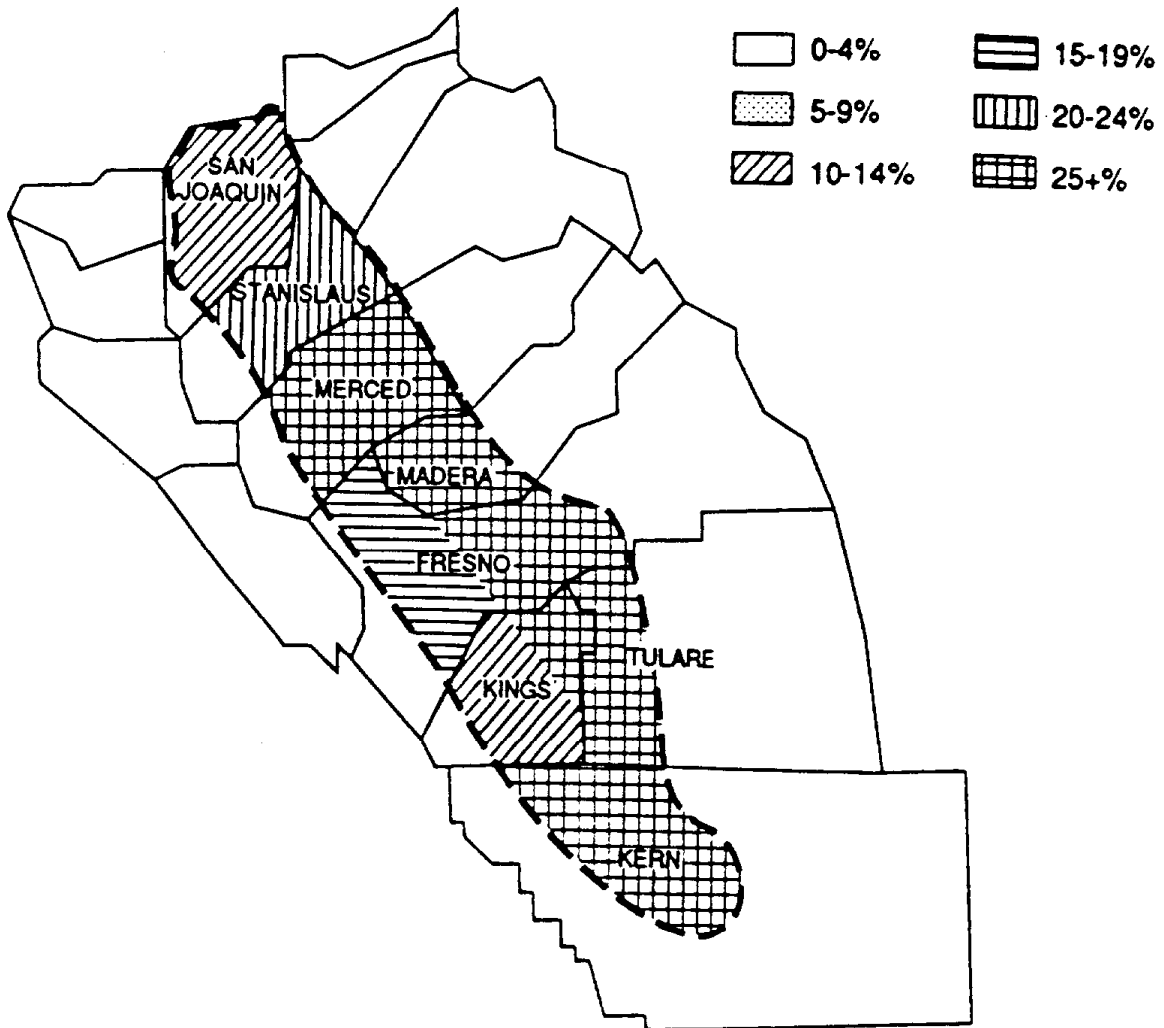 0-4%
15-19%
5-9%
20-24%
10-14%
25+%
SAN
JOAQUIN
STANISLAUS
MERCED
MADERA
FRESNO
TULARE
KINGS
KERN